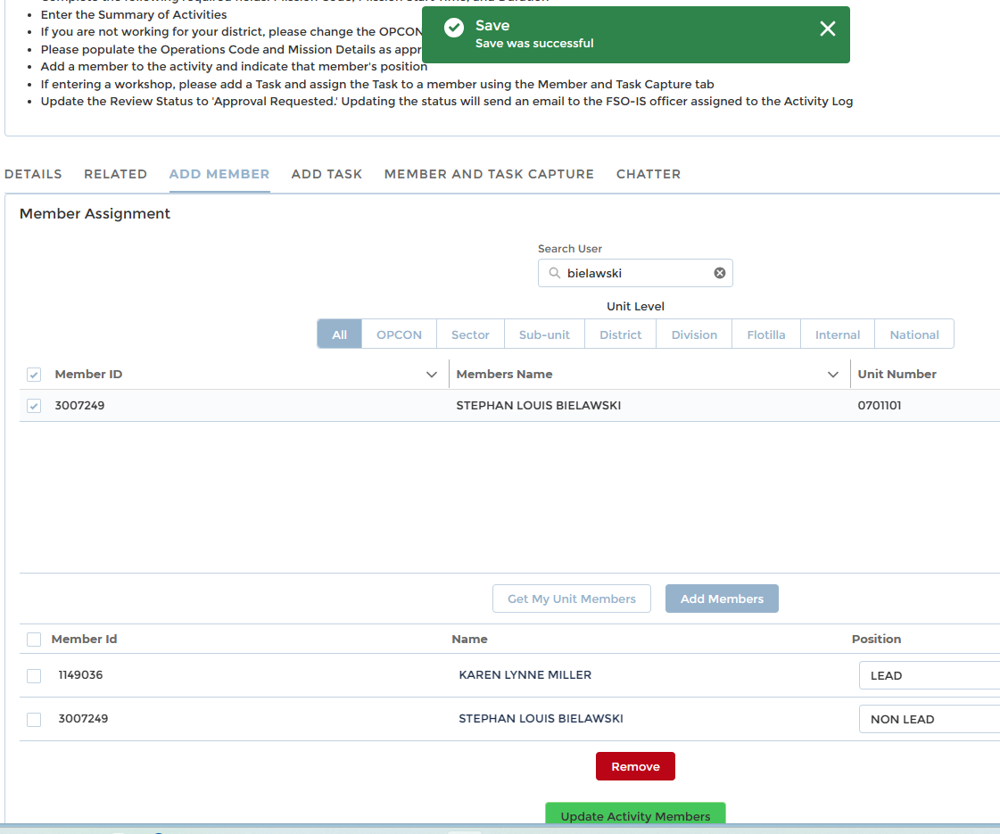 Enter the Summary of Activities
If you are not working for your district, please change the OPCON
Please populate the Operations Code and Mission Details as appr
Add a member to the activity and indicate that member's position
If entering a workshop, please add a Task and assign the Task to a member using the Member and Task Capture tab
Update the Review Status to 'Approval Requested.' Updating the status will send an email to the FSO-IS officer assigned to the Activity Log
Save
Save was successful
DETAILS RELATED ADD MEMBER ADD TASK MEMBER AND TASK CAPTURE CHATTER
Member Assignment
Search User
bielawski
Unit Level
All OPCON Sector Sub-unit District Division Flotilla Internal National
Member ID Members Name Unit Number
3007249 STEPHAN LOUIS BIELAWSKI 0701101
Get My Unit Members Add Members
Member Id Name Position
1149036 KAREN LYNNE MILLER LEAD
3007249 STEPHAN LOUIS BIELAWSKI NON LEAD
Remove
Update Activity Members